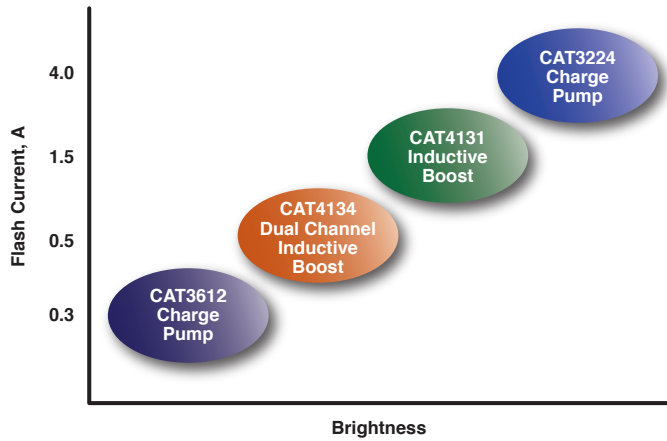 Flash Current, A
4.0
1.5
0.5
0.3
CAT3224
Charge
Pump
CAT4131
Inductive
Boost
CAT4134
Dual Channel
Inductive
Boost
CAT3612
Charge
Pump
Brightness